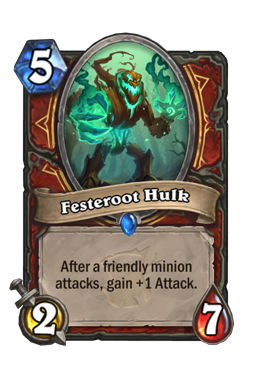 5
Festeroot Hulk
After a friendly minion
attacks, gain +1 Attack.
2
7